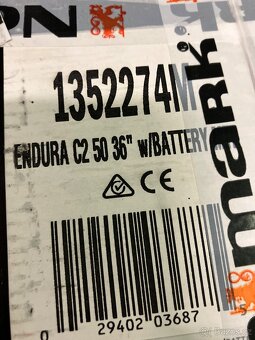 1352274M
ENDURA C2 50 36" w/BATTERY
CE
0 29402 03687
mark